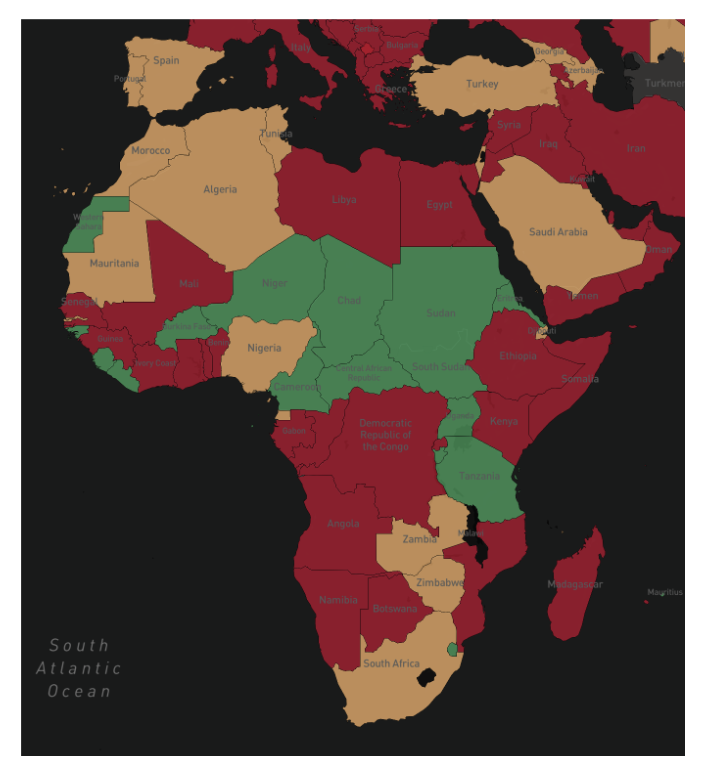 Serbia
Italy
Bulgaria
Spain
Georgia
Portugal
Greece
Turkey
Azerbaijan
Turkmen
Tunisia
Syria
Morocco
Iraq
Iran
Algeria
Kuwait
Libya
Egypt
Western
Sahara
Saudi Arabia
Oman
Mauritania
Mali
Niger
Chad
Sudan
Eritrea
Yemen
Senegal
Burkina Faso
Djibouti
Guinea
Benin
Nigeria
Ethiopia
Ivory Coast
Central African
Republic
South Sudan
Cameroon
Somalia
Democratic
Republic of
the Congo
Uganda
Kenya
Gabon
Tanzania
Angola
Zambia
Malawi
Zimbabwe
Madagascar
Mauritius
Namibia
Botswana
South
Atlantic
Ocean
South Africa